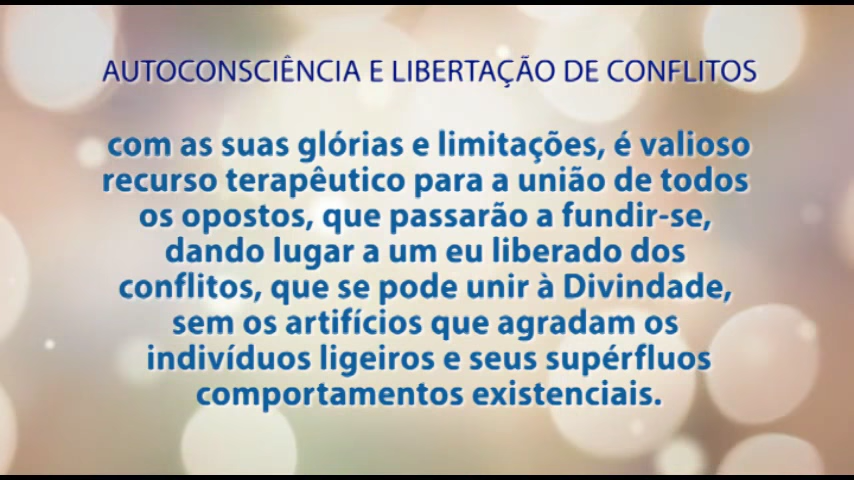 AUTOCONSCIÊNCIA E LIBERTAÇÃO DE CONFLITOS
com as suas glórias e limitações, é valioso
recurso terapêutico para a união de todos
os opostos, que passarão a fundir-se,
dando lugar a um eu liberado dos
conflitos, que se pode unir à Divindade,
sem os artifícios que agradam os
indivíduos ligeiros e seus supérfluos
comportamentos existenciais.